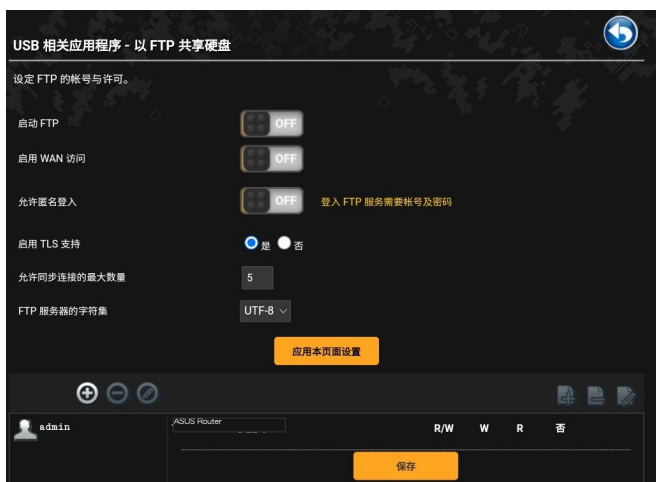 USB 相关应用程序 - 以 FTP 共享硬盘
设定 FTP 的帐号与许可。
启动 FTP OFF
启用 WAN 访问 OFF
允许匿名登入 OFF 登入 FTP 服务需要帐号及密码
启用 TLS 支持 是 否
允许同步连接的最大数量 5
FTP 服务器的字符集 UTF-8
应用本页面设置
admin ASUS Router R/W W R 否
保存